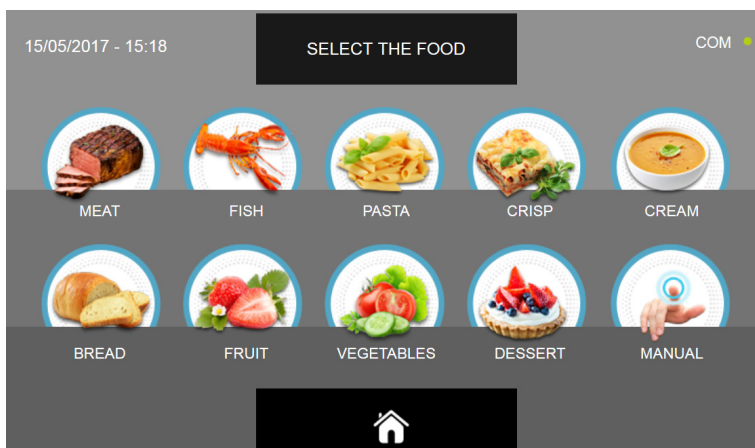 15/05/2017 - 15:18
SELECT THE FOOD
COM
MEAT
FISH
PASTA
CRISP
CREAM
BREAD
FRUIT
VEGETABLES
DESSERT
MANUAL